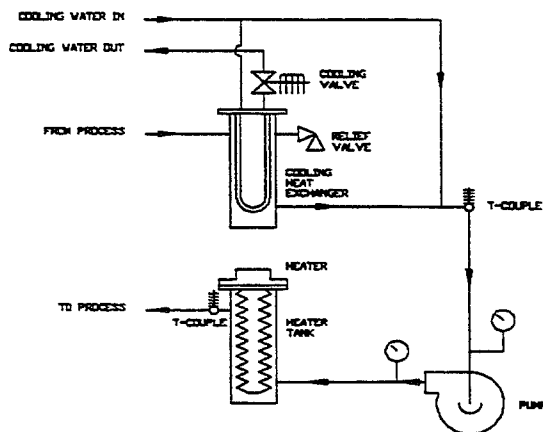 COOLING WATER IN
COOLING WATER OUT
COOLING
VALVE
FROM PROCESS
RELIEF
VALVE
COOLING
HEAT
EXCHANGER
T-COUPLE
HEATER
TO PROCESS
T-COUPLE
HEATER
TANK
PUMP